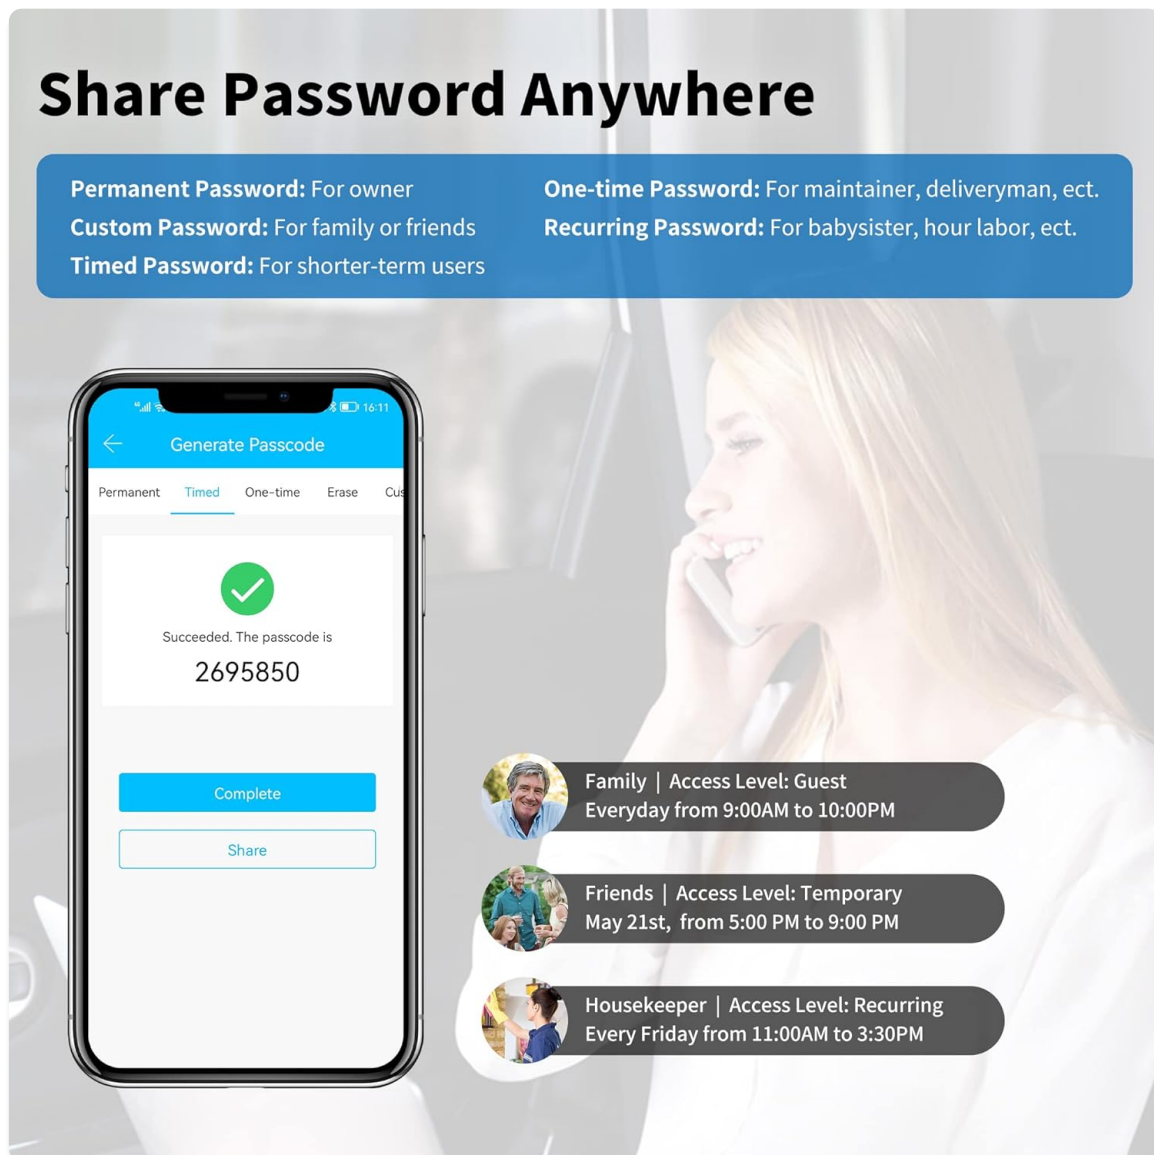 Share Password Anywhere
Permanent Password: For owner
Custom Password: For family or friends
Timed Password: For shorter-term users
One-time Password: For maintainer, deliveryman, ect.
Recurring Password: For babysister, hour labor, ect.
16:11
Generate Passcode
Permanent Timed One-time Erase Cus
Succeeded. The passcode is
2695850
Complete
Share
Family | Access Level: Guest
Everyday from 9:00AM to 10:00PM
Friends | Access Level: Temporary
May 21st, from 5:00 PM to 9:00 PM
Housekeeper | Access Level: Recurring
Every Friday from 11:00AM to 3:30PM